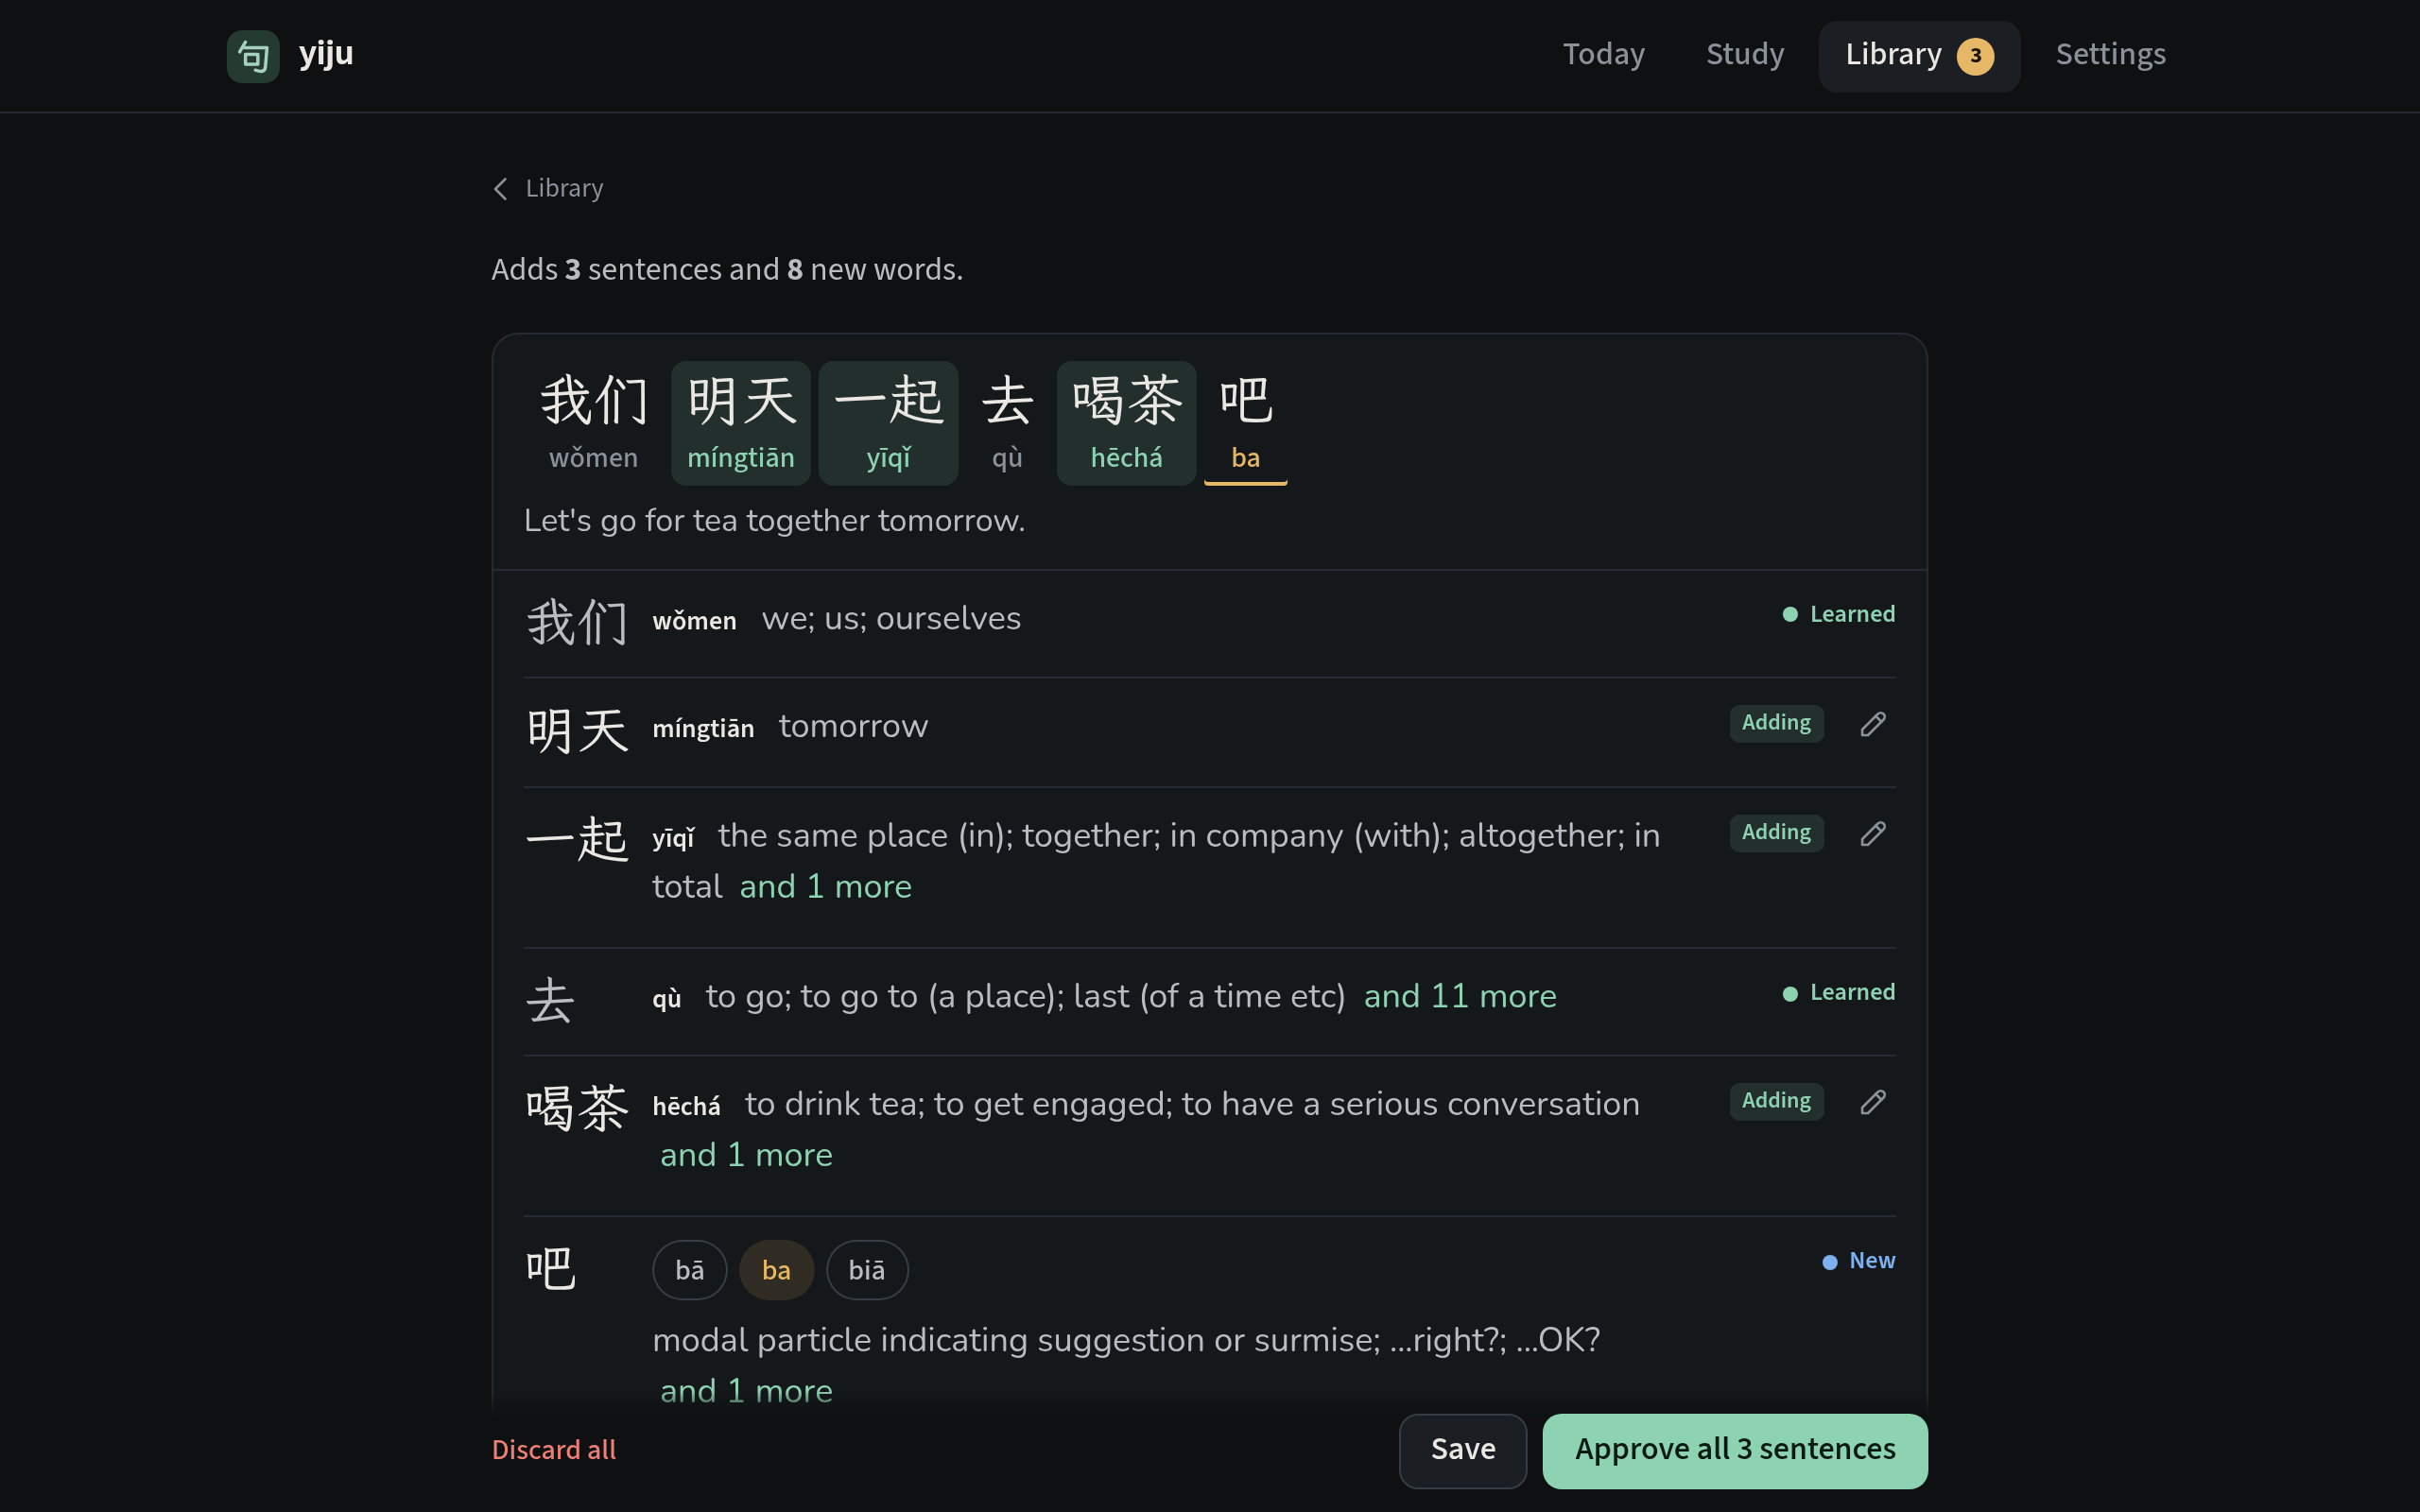 句 yiju Today Study Library 3 Settings
Library
Adds 3 sentences and 8 new words.
我们 明天 一起 去 喝茶 吧
wǒmen míngtiān yīqǐ qù hēchá ba
Let's go for tea together tomorrow.
我们 wǒmen we; us; ourselves Learned
明天 míngtiān tomorrow Adding
一起 yīqǐ the same place (in); together; in company (with); altogether; in Adding
total and 1 more
去 qù to go; to go to (a place); last (of a time etc) and 11 more Learned
喝茶 hēchá to drink tea; to get engaged; to have a serious conversation Adding
and 1 more
吧 bā ba biā New
modal particle indicating suggestion or surmise; ...right?; ...OK?
and 1 more
Discard all Save Approve all 3 sentences